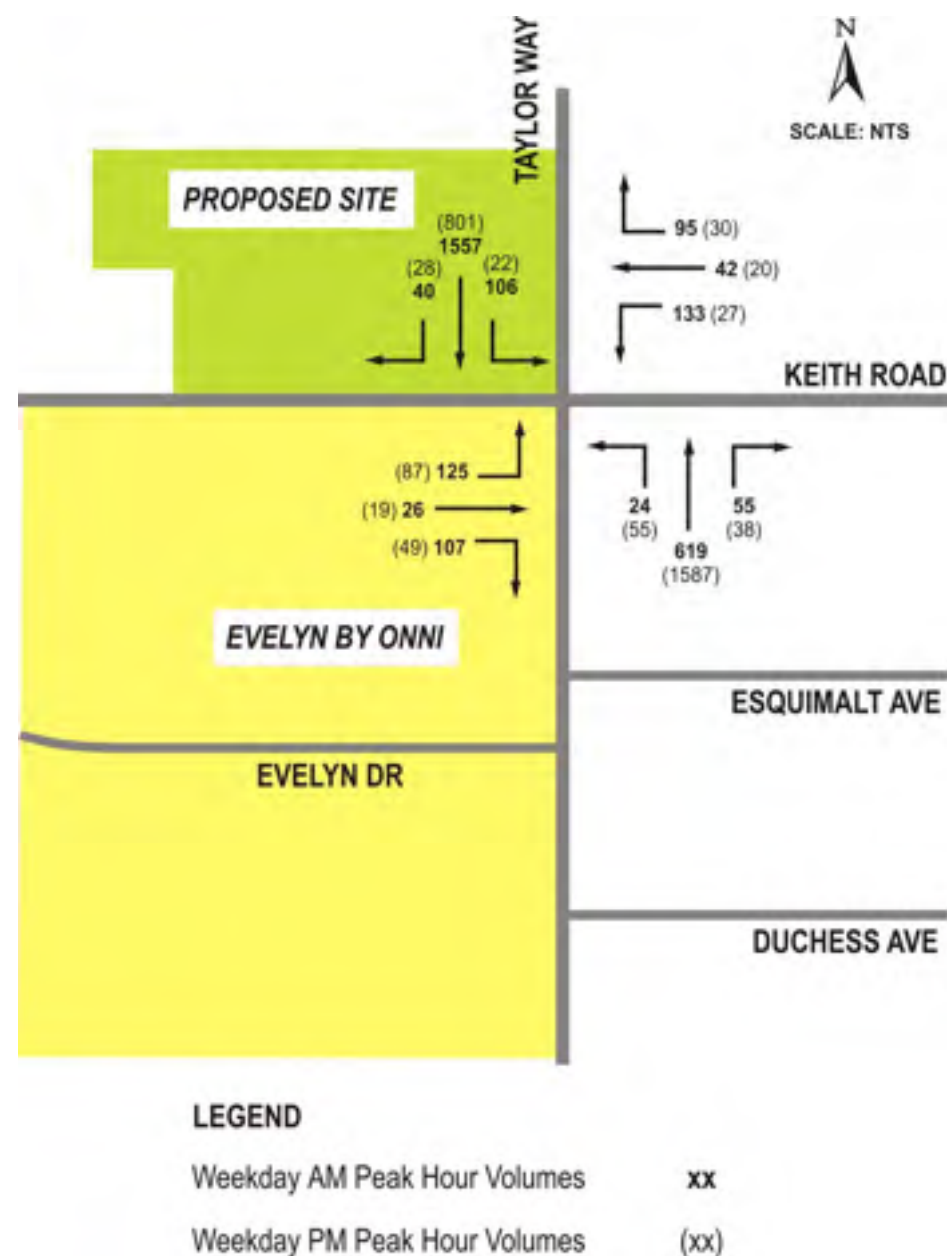 N
SCALE: NTS
TAYLOR WAY
PROPOSED SITE
(801)
1557
(28)
40
(22)
106
95 (30)
42 (20)
133 (27)
KEITH ROAD
(87) 125
(19) 26
(49) 107
24
(55)
619
(1587)
55
(38)
EVELYN BY ONNI
ESQUIMALT AVE
EVELYN DR
DUCHESS AVE
LEGEND
Weekday AM Peak Hour Volumes xx
Weekday PM Peak Hour Volumes (xx)